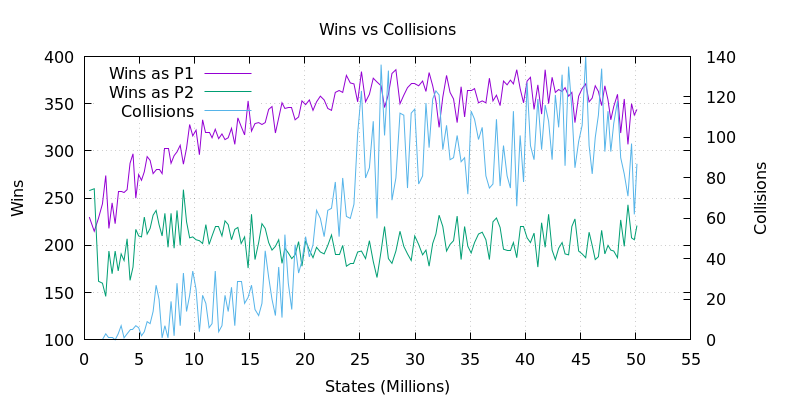 Wins vs Collisions
400
350
300
250
200
150
100
140
120
100
80
60
40
20
0
Wins as P1
Wins as P2
Collisions
Wins
Collisions
0 5 10 15 20 25 30 35 40 45 50 55
States (Millions)